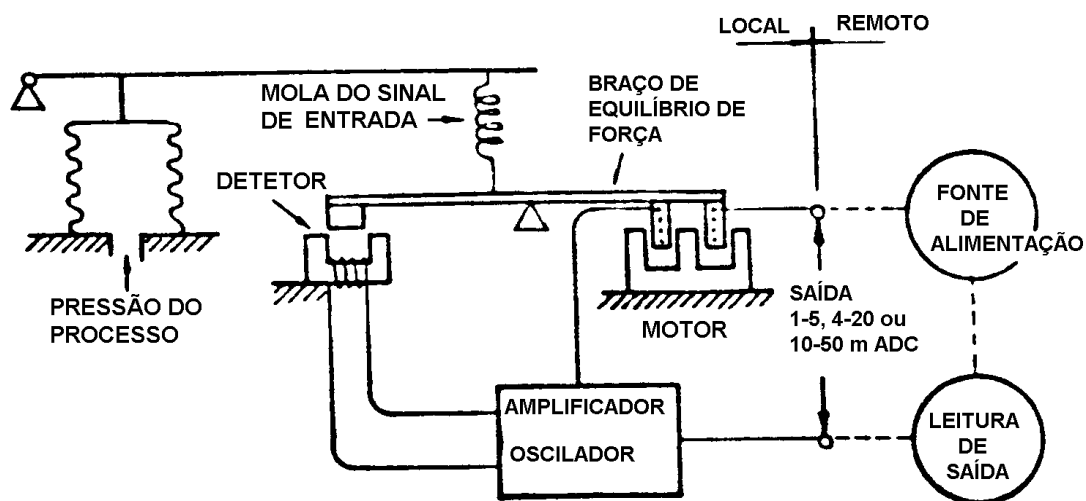 LOCAL
REMOTO
MOLA DO SINAL
DE ENTRADA
BRAÇO DE
EQUILÍBRIO DE
FORÇA
DETETOR
FONTE
DE
ALIMENTAÇÃO
PRESSÃO DO
PROCESSO
MOTOR
SAÍDA
1-5, 4-20 ou
10-50 m ADC
AMPLIFICADOR
OSCILADOR
LEITURA
DE
SAÍDA